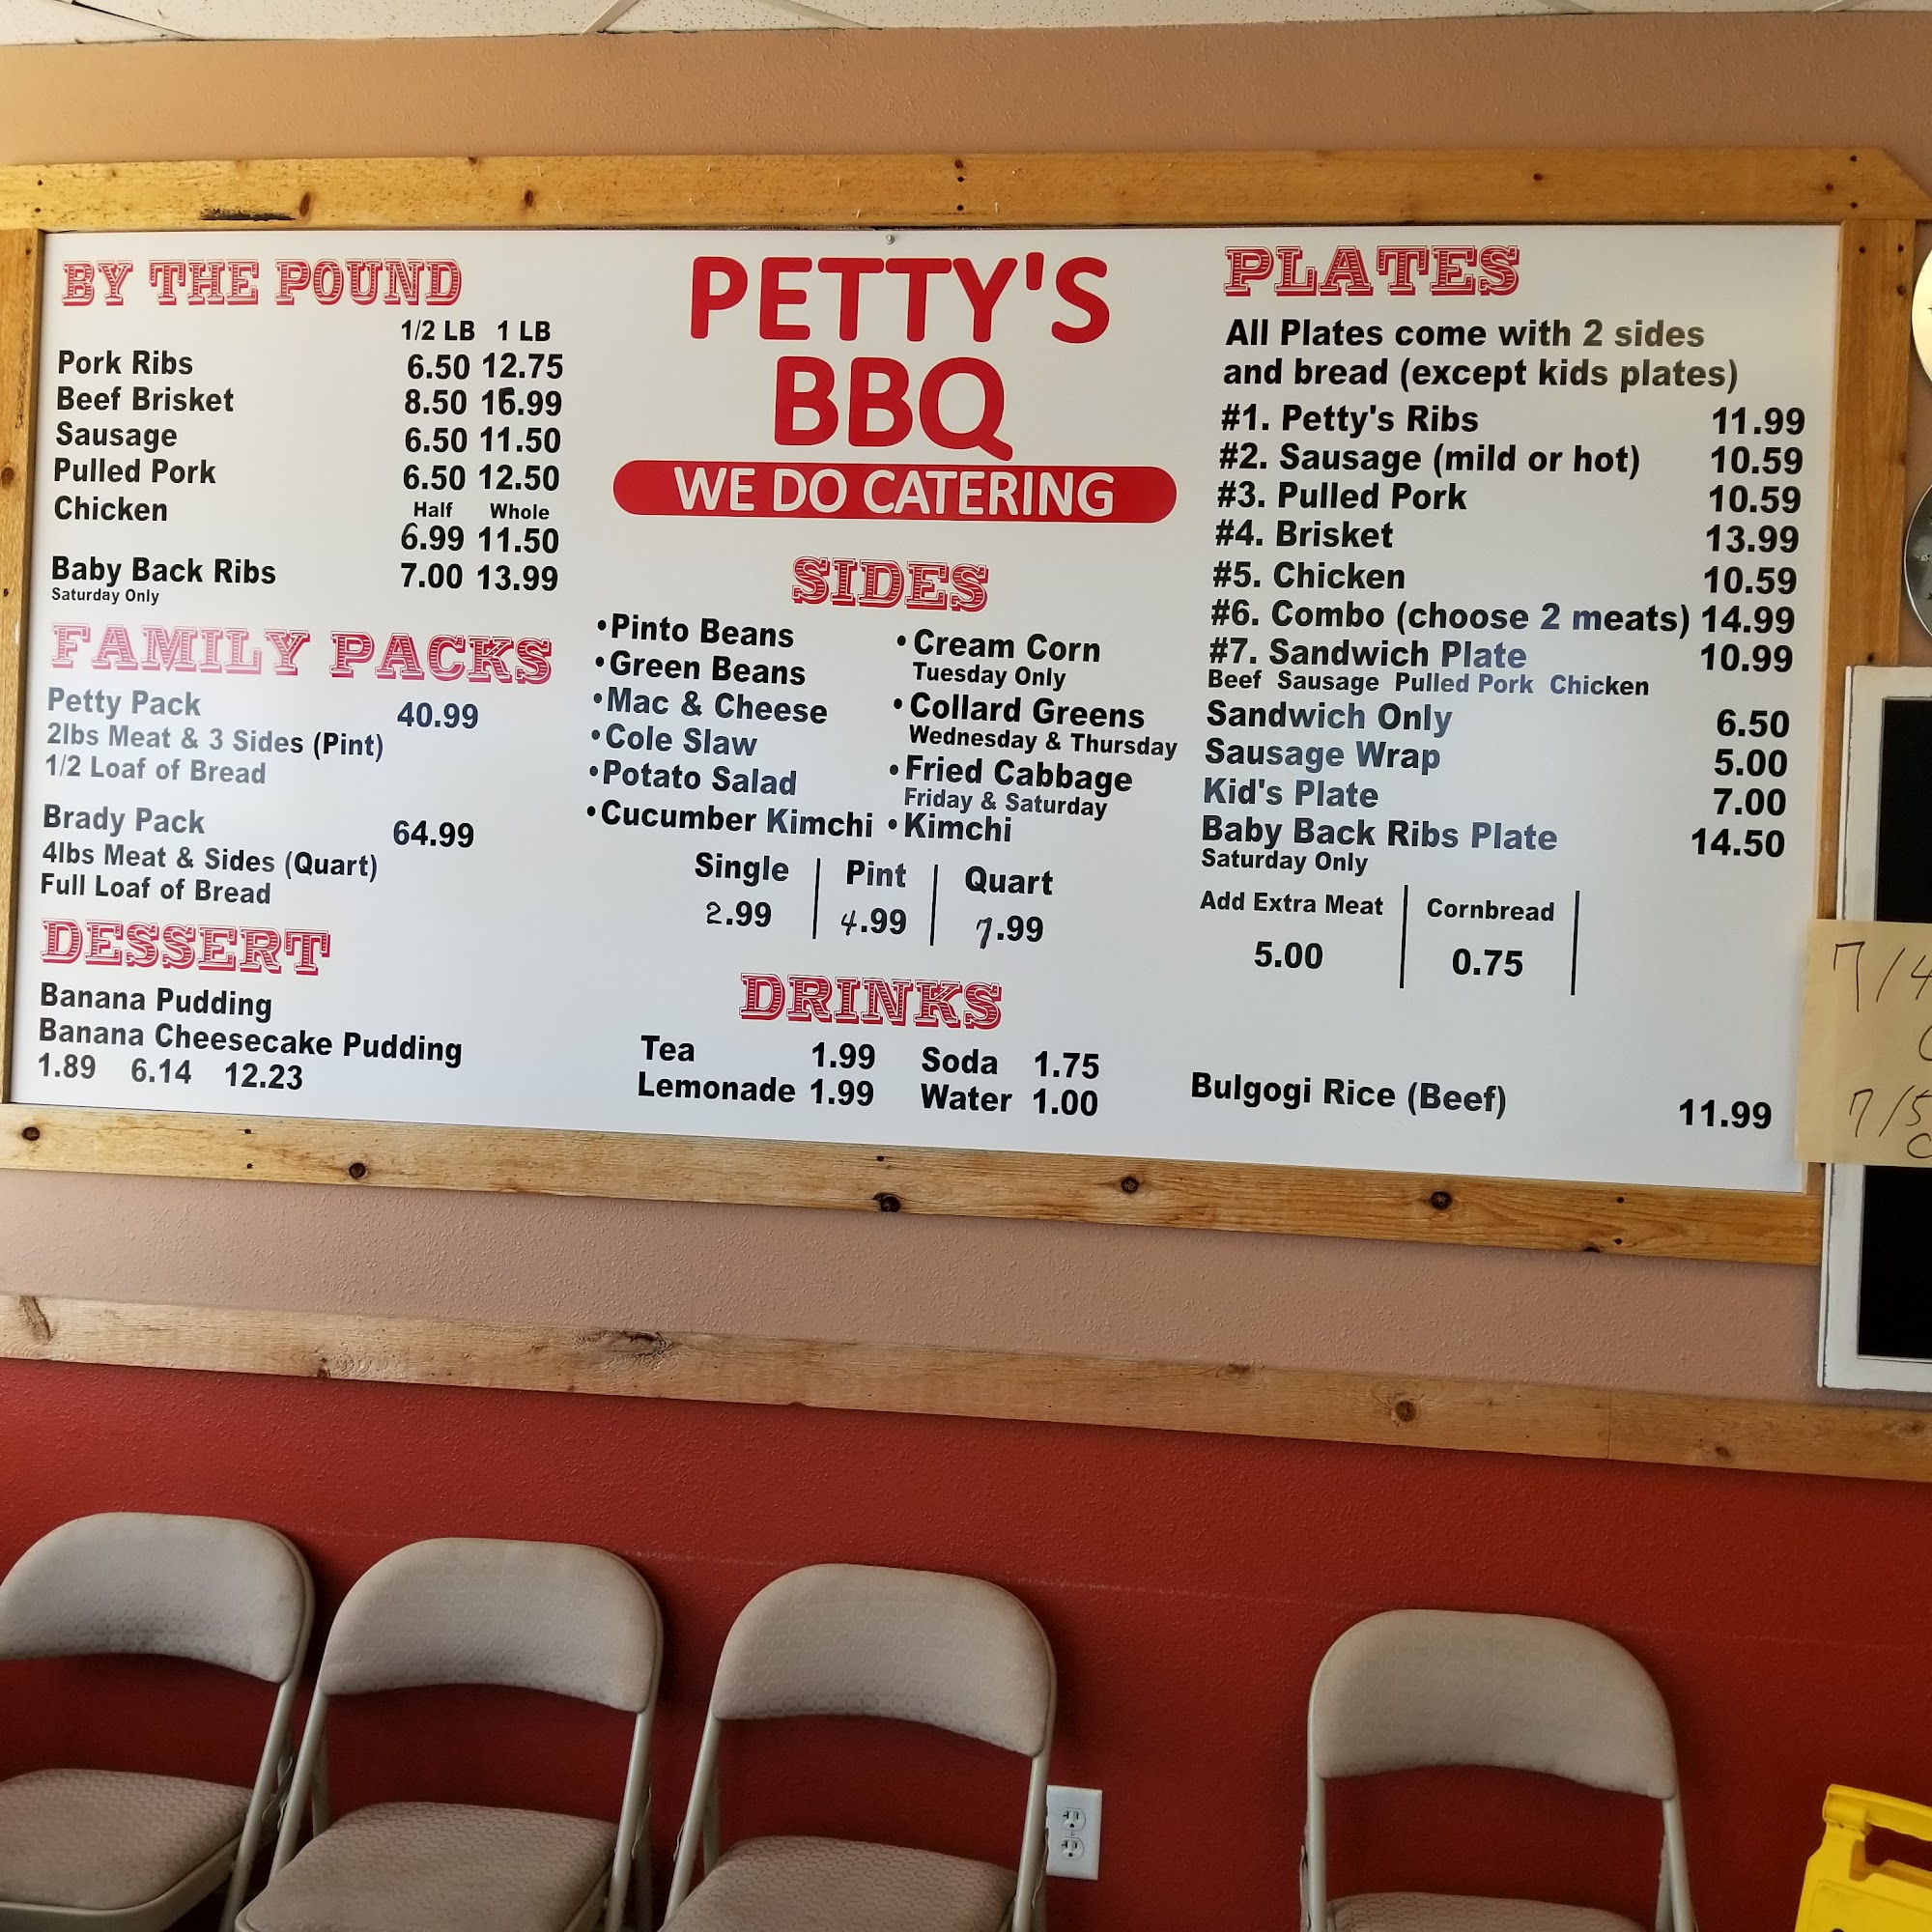 BY THE POUND
1/2 LB 1 LB
Pork Ribs 6.50 12.75
Beef Brisket 8.50 16.99
Sausage 6.50 11.50
Pulled Pork 6.50 12.50
Chicken Half Whole
6.99 11.50
Baby Back Ribs 7.00 13.99
Saturday Only
FAMILY PACKS
Petty Pack 40.99
2lbs Meat & 3 Sides (Pint)
1/2 Loaf of Bread
Brady Pack 64.99
4lbs Meat & Sides (Quart)
Full Loaf of Bread
DESSERT
Banana Pudding
Banana Cheesecake Pudding
1.89 6.14 12.23
PETTY'S
BBQ
WE DO CATERING
SIDES
•Pinto Beans
•Green Beans
•Mac & Cheese
•Cole Slaw
•Potato Salad
•Cucumber Kimchi
•Cream Corn
Tuesday Only
•Collard Greens
Wednesday & Thursday
•Fried Cabbage
Friday & Saturday
•Kimchi
Single Pint Quart
2.99 4.99 7.99
DRINKS
Tea 1.99 Soda 1.75
Lemonade 1.99 Water 1.00
PLATES
All Plates come with 2 sides
and bread (except kids plates)
#1. Petty's Ribs 11.99
#2. Sausage (mild or hot) 10.59
#3. Pulled Pork 10.59
#4. Brisket 13.99
#5. Chicken 10.59
#6. Combo (choose 2 meats) 14.99
#7. Sandwich Plate 10.99
Beef Sausage Pulled Pork Chicken
Sandwich Only 6.50
Sausage Wrap 5.00
Kid's Plate 7.00
Baby Back Ribs Plate 14.50
Saturday Only
Add Extra Meat Cornbread
5.00 0.75
Bulgogi Rice (Beef) 11.99
7/4
7/5